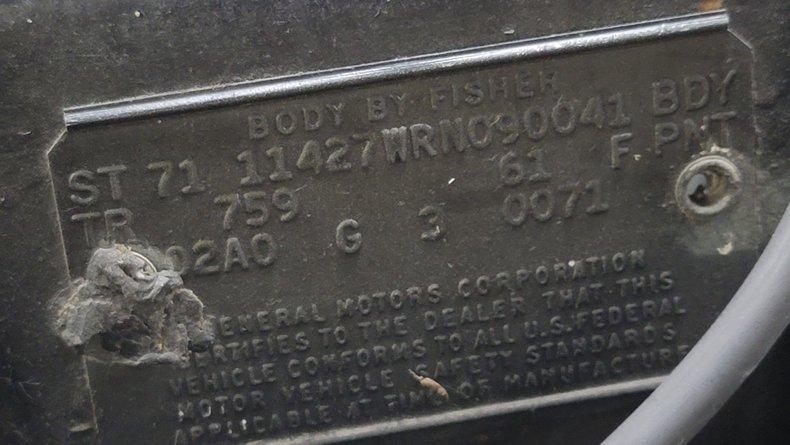 BODY BY FISHER
ST 71 11427WRN090041 BDY
TR 759 61 F PNT
02A0 G 3 0071
GENERAL MOTORS CORPORATION
CERTIFIES TO THE DEALER THAT THIS
VEHICLE CONFORMS TO ALL U.S. FEDERAL
MOTOR VEHICLE SAFETY STANDARDS
APPLICABLE AT TIME OF MANUFACTURE